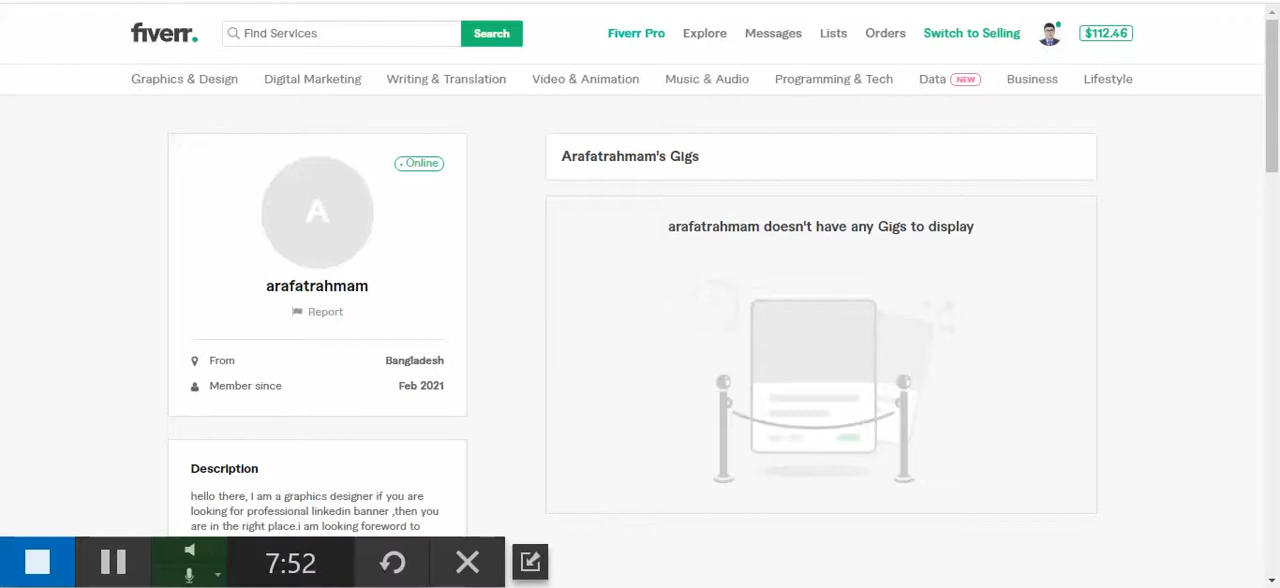 fiverr. Find Services Search Fiverr Pro Explore Messages Lists Orders Switch to Selling $112.46
Graphics & Design Digital Marketing Writing & Translation Video & Animation Music & Audio Programming & Tech Data NEW Business Lifestyle
Online
A
arafatrahmam
Report
From Bangladesh
Member since Feb 2021
Description
hello there, I am a graphics designer if you are
looking for professional linkedin banner ,then you
are in the right place.i am looking foreword to
Arafatrahmam's Gigs
arafatrahmam doesn't have any Gigs to display
7:52